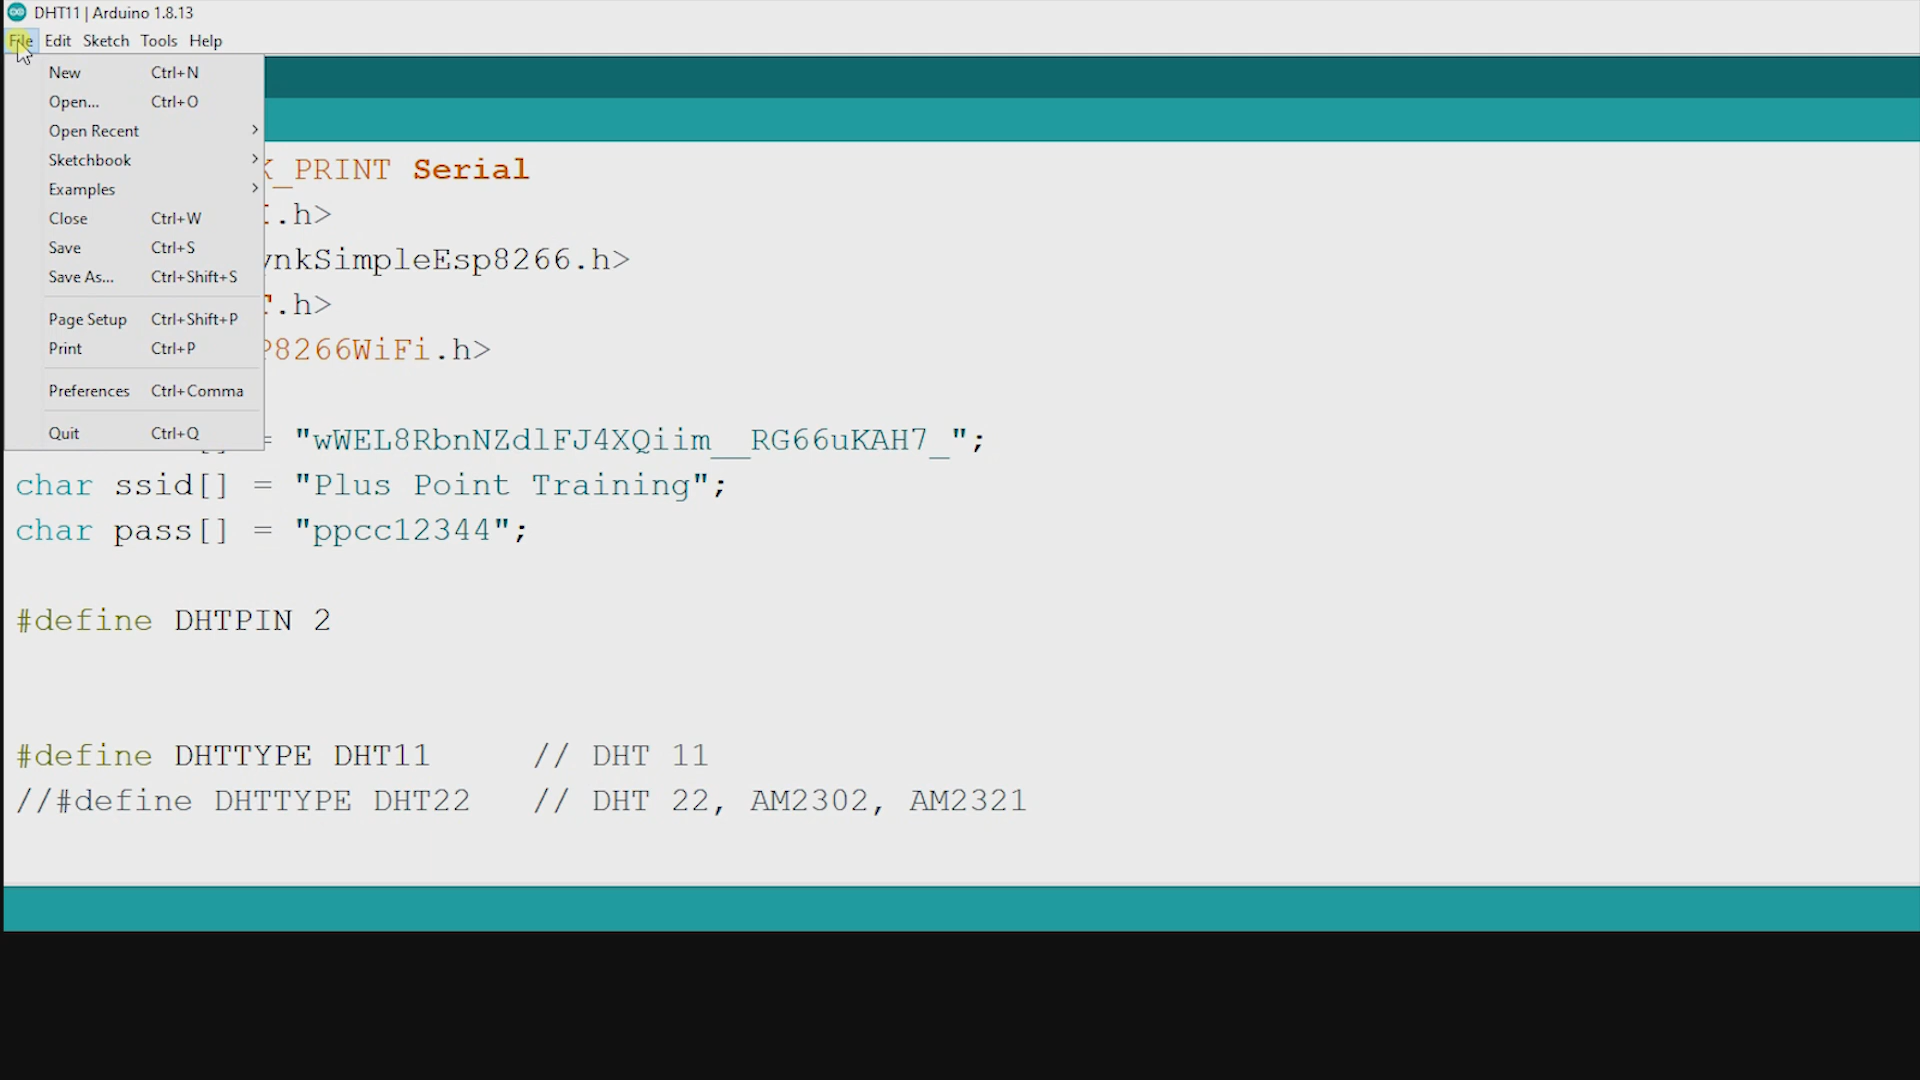 DHT11 | Arduino 1.8.13
File Edit Sketch Tools Help
New Ctrl+N
Open... Ctrl+O
Open Recent >
Sketchbook >
Examples >
Close Ctrl+W
Save Ctrl+S
Save As... Ctrl+Shift+S
Page Setup Ctrl+Shift+P
Print Ctrl+P
Preferences Ctrl+Comma
Quit Ctrl+Q
K_PRINT Serial
I.h>
ynkSimpleEsp8266.h>
T.h>
P8266WiFi.h>
= "wWEL8RbnNZdlFJ4XQiim__RG66uKAH7_";
char ssid[] = "Plus Point Training";
char pass[] = "ppcc12344";
#define DHTPIN 2
#define DHTTYPE DHT11 // DHT 11
//#define DHTTYPE DHT22 // DHT 22, AM2302, AM2321